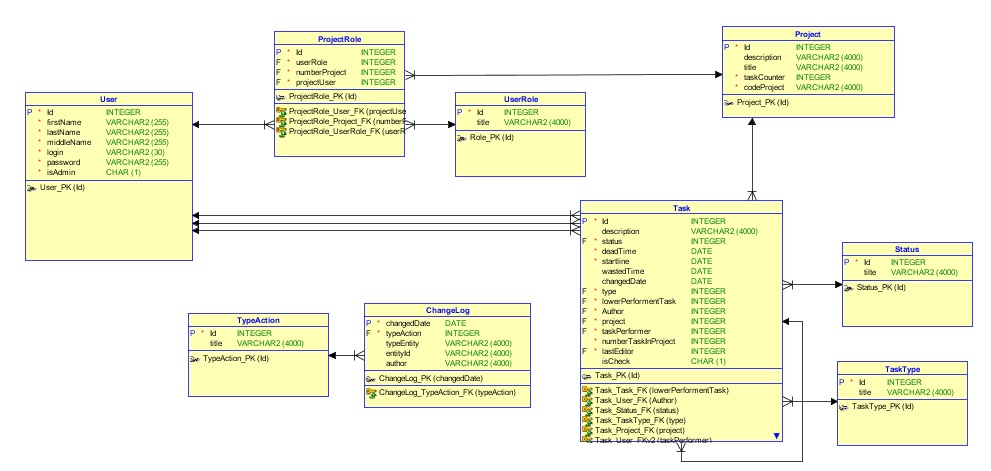 ProjectRole
P * Id INTEGER
F * userRole INTEGER
F * numberProject INTEGER
F * projectUser INTEGER
ProjectRole_PK (Id)
ProjectRole_User_FK (projectUse
ProjectRole_Project_FK (numberF
ProjectRole_UserRole_FK (userR
Project
P * Id INTEGER
description VARCHAR2 (4000)
title VARCHAR2 (4000)
* taskCounter INTEGER
* codeProject VARCHAR2 (4000)
Project_PK (Id)
User
P * Id INTEGER
* firstName VARCHAR2 (255)
* lastName VARCHAR2 (255)
* middleName VARCHAR2 (255)
* login VARCHAR2 (30)
* password VARCHAR2 (255)
* isAdmin CHAR (1)
User_PK (Id)
UserRole
P * Id INTEGER
title VARCHAR2 (4000)
Role_PK (Id)
Task
P * Id INTEGER
description VARCHAR2 (4000)
F * status INTEGER
* deadTime DATE
* startline DATE
wastedTime DATE
changedDate DATE
F * type INTEGER
F * lowerPerformentTask INTEGER
F * Author INTEGER
F * project INTEGER
F * taskPerformer INTEGER
* numberTaskInProject INTEGER
F * lastEditor INTEGER
isCheck CHAR (1)
Task_PK (Id)
Task_Task_FK (lowerPerformentTask)
Task_User_FK (Author)
Task_Status_FK (status)
Task_TaskType_FK (type)
Task_Project_FK (project)
Task_User_FKv2 (taskPerformer)
Status
P * Id INTEGER
tilte VARCHAR2 (4000)
Status_PK (Id)
TypeAction
P * Id INTEGER
title VARCHAR2 (4000)
TypeAction_PK (Id)
ChangeLog
P * changedDate DATE
F * typeAction INTEGER
typeEntity VARCHAR2 (4000)
entityId VARCHAR2 (4000)
author VARCHAR2 (4000)
ChangeLog_PK (changedDate)
ChangeLog_TypeAction_FK (typeAction)
TaskType
P * Id INTEGER
title VARCHAR2 (4000)
TaskType_PK (Id)